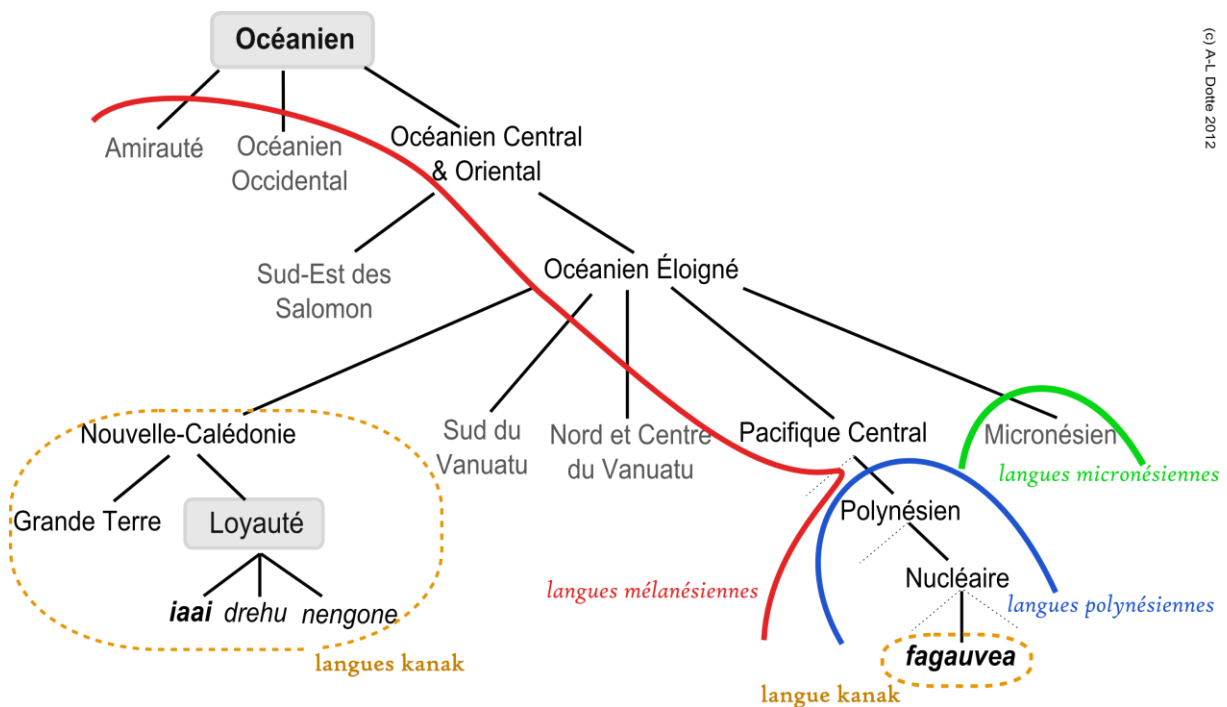 Océanien
(c) A-L Dotte 2012
Amirauté
Océanien
Occidental
Océanien Central
& Oriental
Sud-Est des
Salomon
Océanien Éloigné
Nouvelle-Calédonie
Sud du
Vanuatu
Nord et Centre
du Vanuatu
Pacifique Central
Micronésien
langues micronésiennes
Grande Terre
Loyauté
Polynésien
Nucléaire
iaai
drehu
nengone
langues mélanésiennes
langues polynésiennes
fagauvea
langues kanak
langue kanak